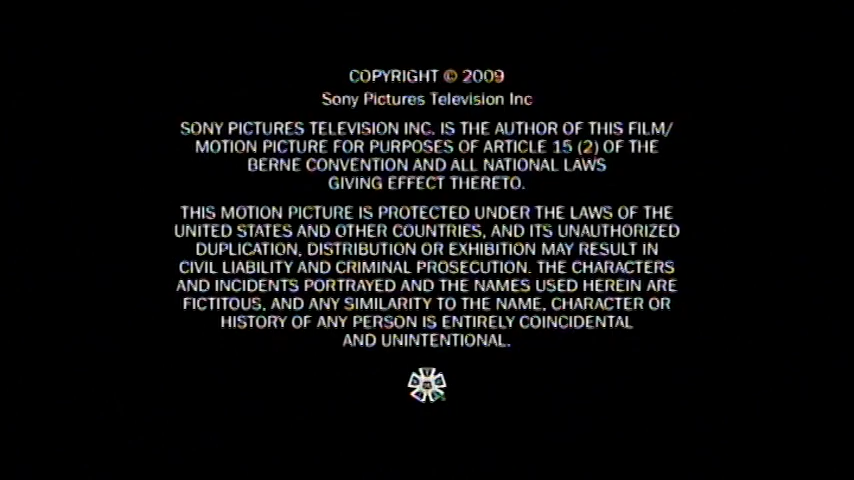 COPYRIGHT © 2009
Sony Pictures Television Inc
SONY PICTURES TELEVISION INC. IS THE AUTHOR OF THIS FILM/
MOTION PICTURE FOR PURPOSES OF ARTICLE 15 (2) OF THE
BERNE CONVENTION AND ALL NATIONAL LAWS
GIVING EFFECT THERETO.
THIS MOTION PICTURE IS PROTECTED UNDER THE LAWS OF THE
UNITED STATES AND OTHER COUNTRIES, AND ITS UNAUTHORIZED
DUPLICATION, DISTRIBUTION OR EXHIBITION MAY RESULT IN
CIVIL LIABILITY AND CRIMINAL PROSECUTION. THE CHARACTERS
AND INCIDENTS PORTRAYED AND THE NAMES USED HEREIN ARE
FICTITOUS, AND ANY SIMILARITY TO THE NAME, CHARACTER OR
HISTORY OF ANY PERSON IS ENTIRELY COINCIDENTAL
AND UNINTENTIONAL.